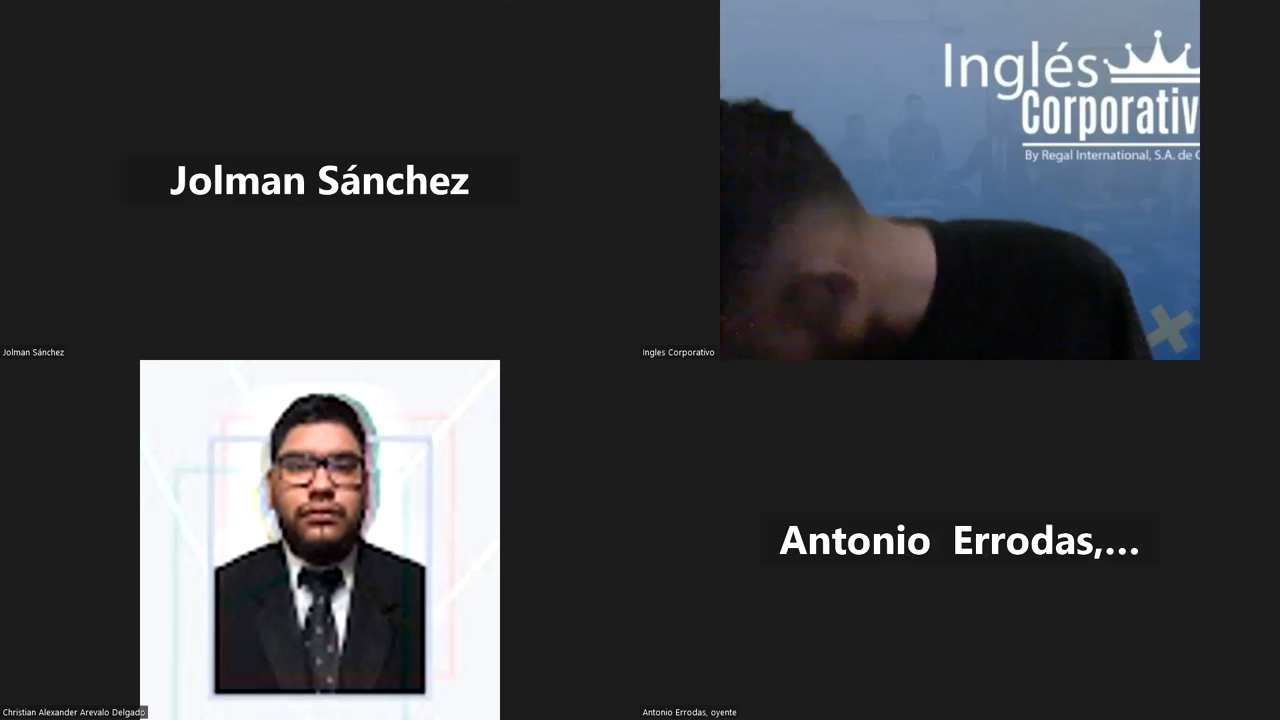 Jolman Sánchez
Inglés
Corporativ
By Regal International, S.A. de C
Jolman Sánchez
Ingles Corporativo
Antonio Errodas,...
Christian Alexander Arevalo Delgado
Antonio Errodas, oyente